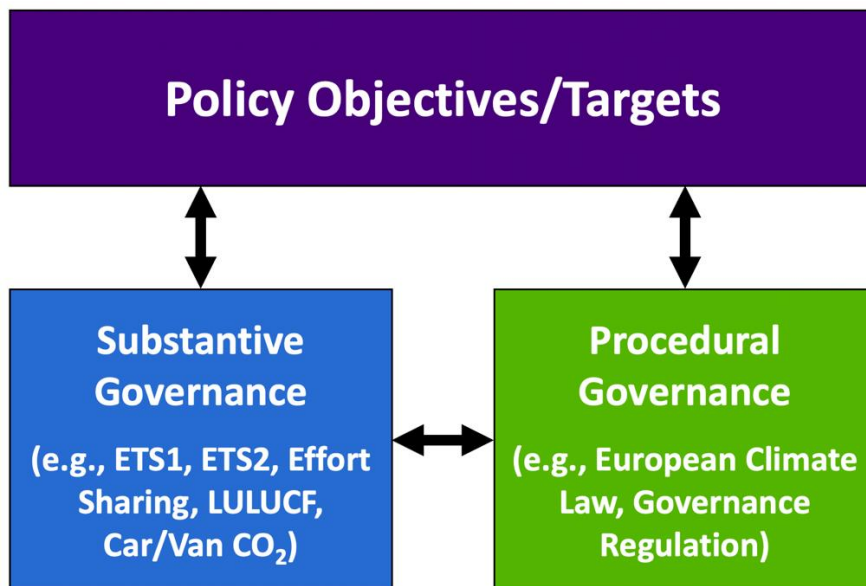 Policy Objectives/Targets
Substantive
Governance
(e.g., ETS1, ETS2, Effort
Sharing, LULUCF,
Car/Van CO₂)
Procedural
Governance
(e.g., European Climate
Law, Governance
Regulation)